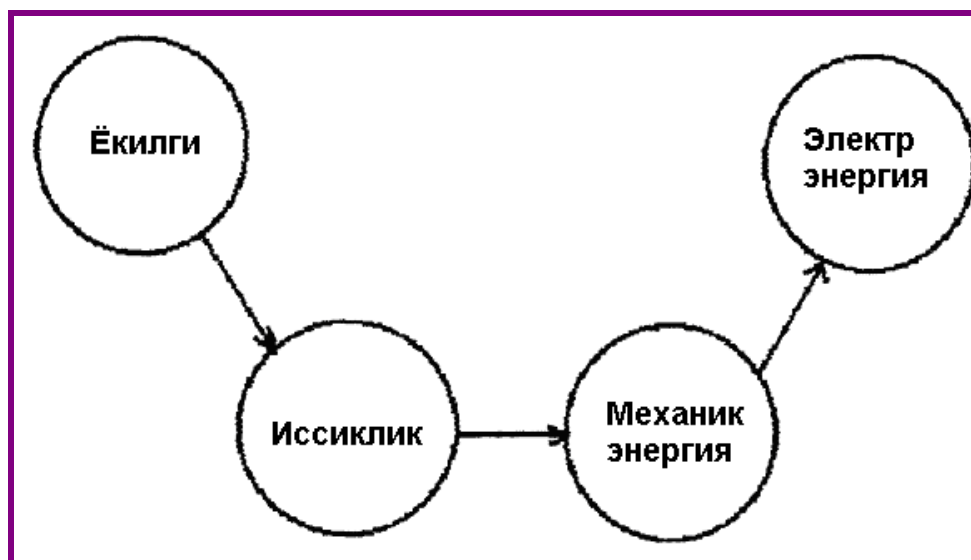 Ёкилги
Иссиклик
Механик
энергия
Электр
энергия